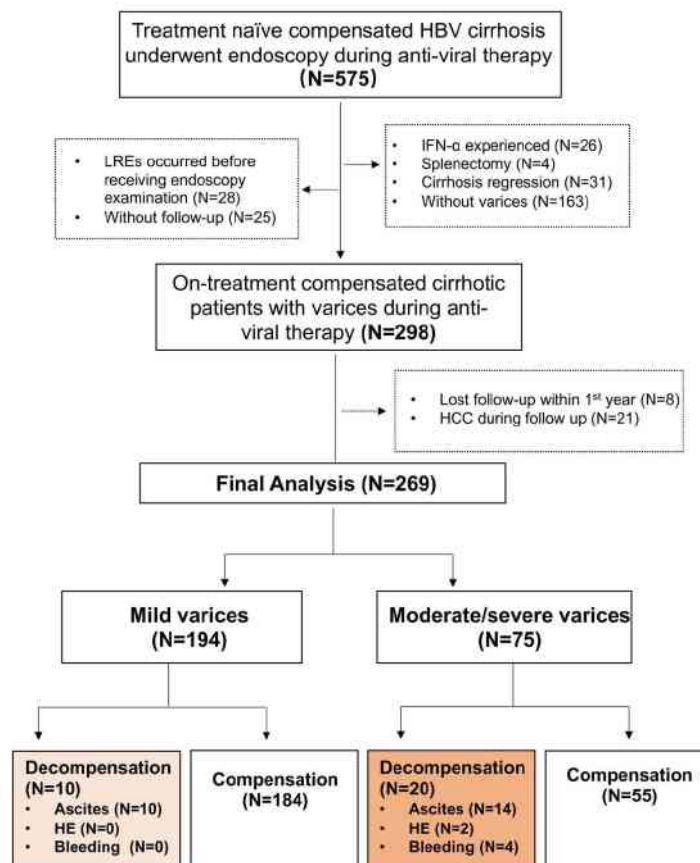 Treatment naïve compensated HBV cirrhosis
underwent endoscopy during anti-viral therapy
(N=575)
• LREs occurred before
receiving endoscopy
examination (N=28)
• Without follow-up (N=25)
• IFN-α experienced (N=26)
• Splenectomy (N=4)
• Cirrhosis regression (N=31)
• Without varices (N=163)
On-treatment compensated cirrhotic
patients with varices during anti-
viral therapy (N=298)
• Lost follow-up within 1st year (N=8)
• HCC during follow up (N=21)
Final Analysis (N=269)
Mild varices
(N=194)
Moderate/severe varices
(N=75)
Decompensation
(N=10)
• Ascites (N=10)
• HE (N=0)
• Bleeding (N=0)
Compensation
(N=184)
Decompensation
(N=20)
• Ascites (N=14)
• HE (N=2)
• Bleeding (N=4)
Compensation
(N=55)